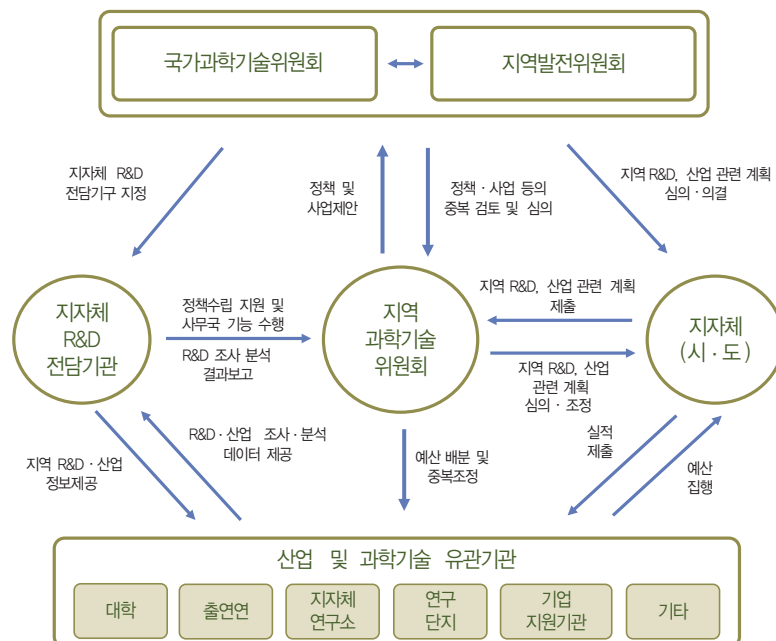 국가과학기술위원회
지역발전위원회
지자체 R&D
전담기구 지정
정책 및
사업제안
정책·사업 등의
중복 검토 및 심의
지역 R&D, 산업 관련 계획
심의·의결
지자체
R&D
전담기관
정책수립 지원 및
사무국 기능 수행
R&D 조사 분석
결과보고
지역
과학기술
위원회
지역 R&D, 산업 관련 계획
제출
지역 R&D, 산업
관련 계획
심의·조정
지자체
(시·도)
지역 R&D·산업
정보제공
R&D·산업 조사·분석
데이터 제공
예산 배분 및
중복조정
실적
제출
예산
집행
산업 및 과학기술 유관기관
대학
출연연
지자체
연구소
연구
단지
기업
지원기관
기타